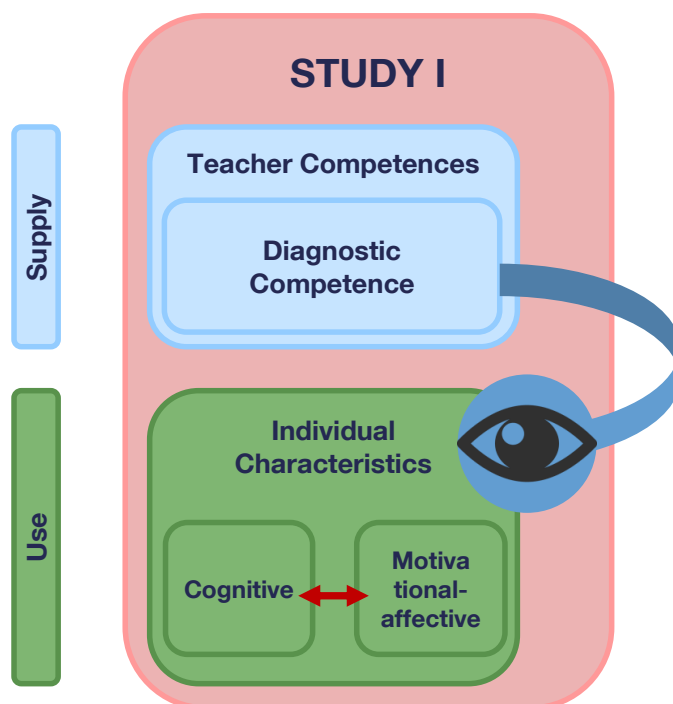 STUDY I
Supply
Teacher Competences
Diagnostic
Competence
Use
Individual
Characteristics
Cognitive
Motiva
tional-
affective